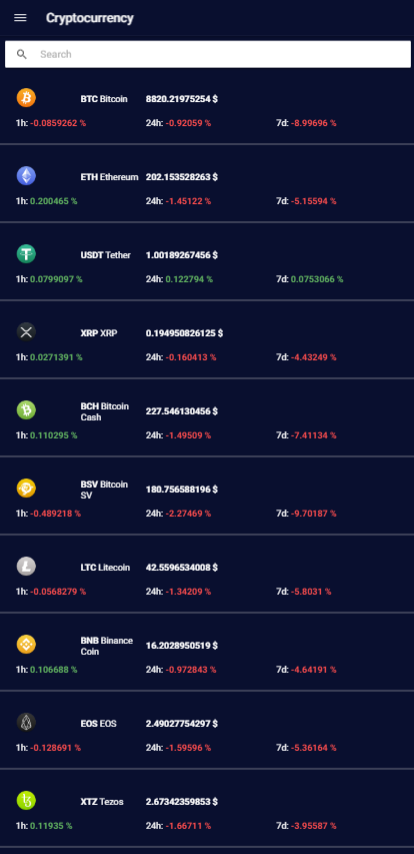 Cryptocurrency
Search
BTC Bitcoin 8820.21975254 $
1h: -0.0859262 % 24h: -0.92059 % 7d: -8.99696 %
ETH Ethereum 202.153528263 $
1h: 0.200465 % 24h: -1.45122 % 7d: -5.15594 %
USDT Tether 1.00189267456 $
1h: 0.0799097 % 24h: 0.122794 % 7d: 0.0753066 %
XRP XRP 0.194950826125 $
1h: 0.0271391 % 24h: -0.160413 % 7d: -4.43249 %
BCH Bitcoin 227.546130456 $
Cash
1h: 0.110295 % 24h: -1.49509 % 7d: -7.41134 %
BSV Bitcoin 180.756588196 $
SV
1h: -0.489218 % 24h: -2.27469 % 7d: -9.70187 %
LTC Litecoin 42.5596534008 $
1h: -0.0568279 % 24h: -1.34209 % 7d: -5.8031 %
BNB Binance 16.2028950519 $
Coin
1h: 0.106688 % 24h: -0.972843 % 7d: -4.64191 %
EOS EOS 2.49027754297 $
1h: -0.128691 % 24h: -1.59596 % 7d: -5.36164 %
XTZ Tezos 2.67342359853 $
1h: 0.11935 % 24h: -1.66711 % 7d: -3.95587 %